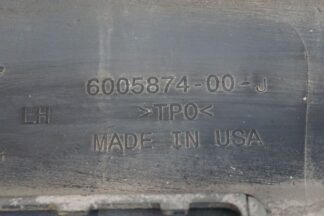 6005874-00-J
LH >TPO<
MADE IN USA